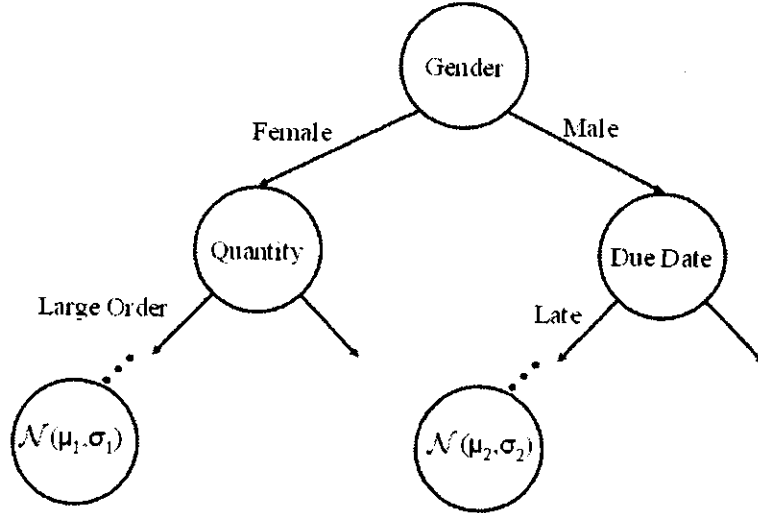 Gender
Female
Male
Quantity
Due Date
Large Order
Late
𝒩(μ₁,σ₁)
𝒩(μ₂,σ₂)